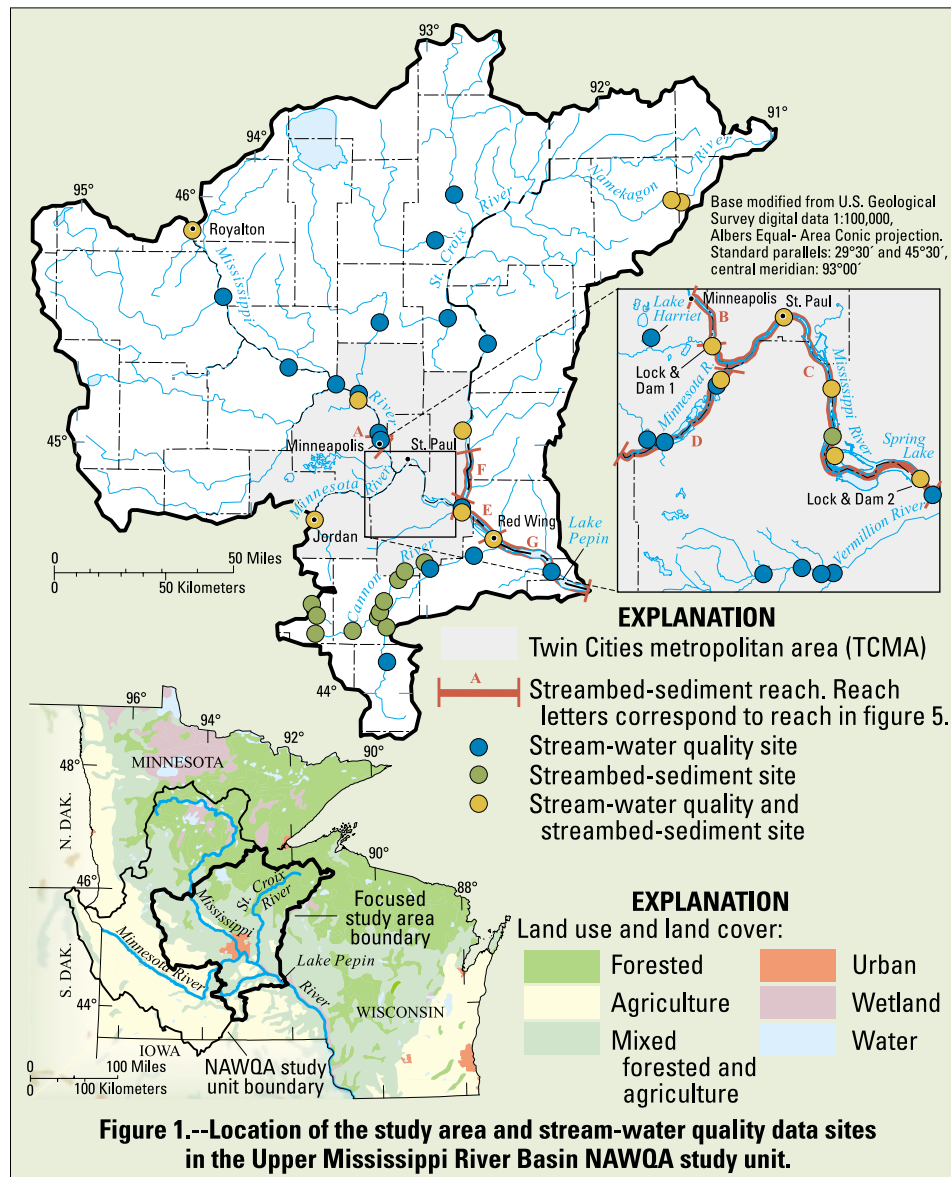 93°
92°
91°
94°
95°
46°
45°
44°
Royalton
Mississippi
River
St. Croix
River
Namekagon
River
Base modified from U.S. Geological
Survey digital data 1:100,000,
Albers Equal- Area Conic projection.
Standard parallels: 29°30´ and 45°30´,
central meridian: 93°00´
A
Minneapolis
St. Paul
Minnesota
River
Jordan
F
E
Red Wing
G
Lake
Pepin
Cannon
River
0 50 Miles
0 50 Kilometers
Lake
Harriet
Minneapolis
St. Paul
B
Lock &
Dam 1
C
Mississippi
River
Minnesota R.
D
Spring
Lake
Lock & Dam 2
Vermillion River
EXPLANATION
Twin Cities metropolitan area (TCMA)
A
Streambed-sediment reach. Reach
letters correspond to reach in figure 5.
Stream-water quality site
Streambed-sediment site
Stream-water quality and
streambed-sediment site
96°
94°
92°
90°
48°
MINNESOTA
N. DAK.
90°
88°
46°
St. Croix
River
Mississippi
Focused
study area
boundary
Minnesota River
S. DAK.
Lake Pepin
River
44°
WISCONSIN
IOWA
0 100 Miles
0 100 Kilometers
NAWQA study
unit boundary
EXPLANATION
Land use and land cover:
Forested
Agriculture
Mixed
forested and
agriculture
Urban
Wetland
Water
Figure 1.--Location of the study area and stream-water quality data sites
in the Upper Mississippi River Basin NAWQA study unit.